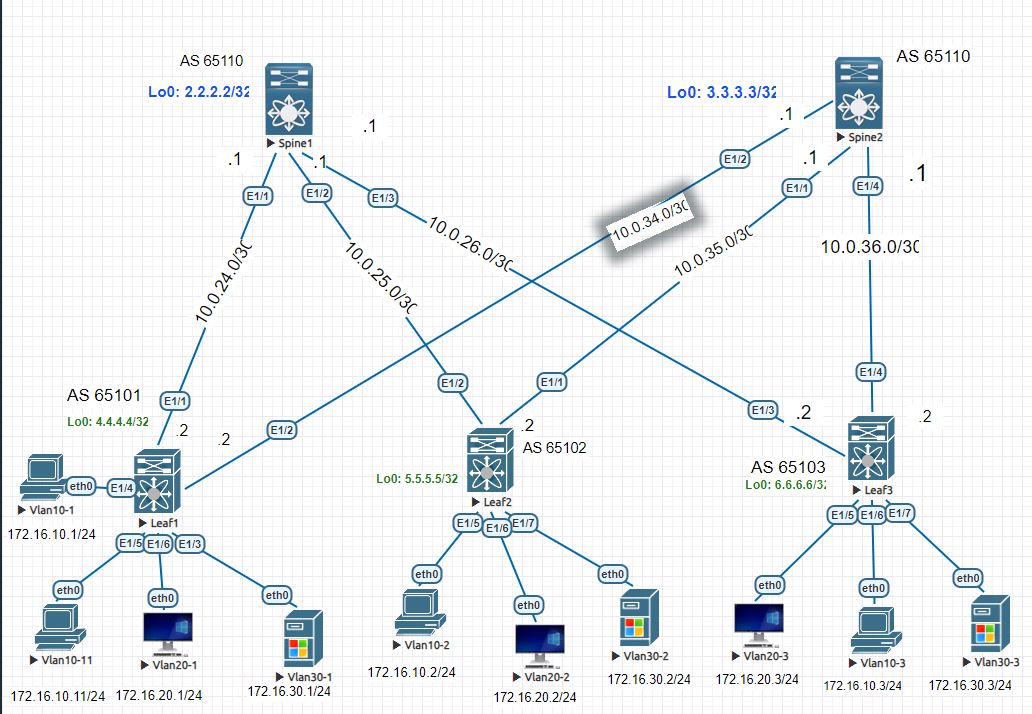 AS 65110
Lo0: 2.2.2.2/32
Spine1
.1
.1
.1
E1/1
E1/2
E1/3
AS 65110
Lo0: 3.3.3.3/32
Spine2
.1
.1
.1
E1/2
E1/1
E1/4
10.0.24.0/30
10.0.25.0/30
10.0.26.0/30
10.0.34.0/30
10.0.35.0/30
10.0.36.0/30
AS 65101
Lo0: 4.4.4.4/32
E1/1
.2
.2
E1/2
eth0
E1/4
Vlan10-1
172.16.10.1/24
Leaf1
E1/5
E1/6
E1/3
eth0
eth0
eth0
Vlan10-11
Vlan20-1
Vlan30-1
172.16.10.11/24
172.16.20.1/24
172.16.30.1/24
E1/2
E1/1
.2
AS 65102
Lo0: 5.5.5.5/32
Leaf2
E1/5
E1/6
E1/7
eth0
eth0
eth0
Vlan10-2
Vlan20-2
Vlan30-2
172.16.10.2/24
172.16.20.2/24
172.16.30.2/24
E1/3
E1/4
.2
.2
AS 65103
Lo0: 6.6.6.6/32
Leaf3
E1/5
E1/6
E1/7
eth0
eth0
eth0
Vlan20-3
Vlan10-3
Vlan30-3
172.16.20.3/24
172.16.10.3/24
172.16.30.3/24